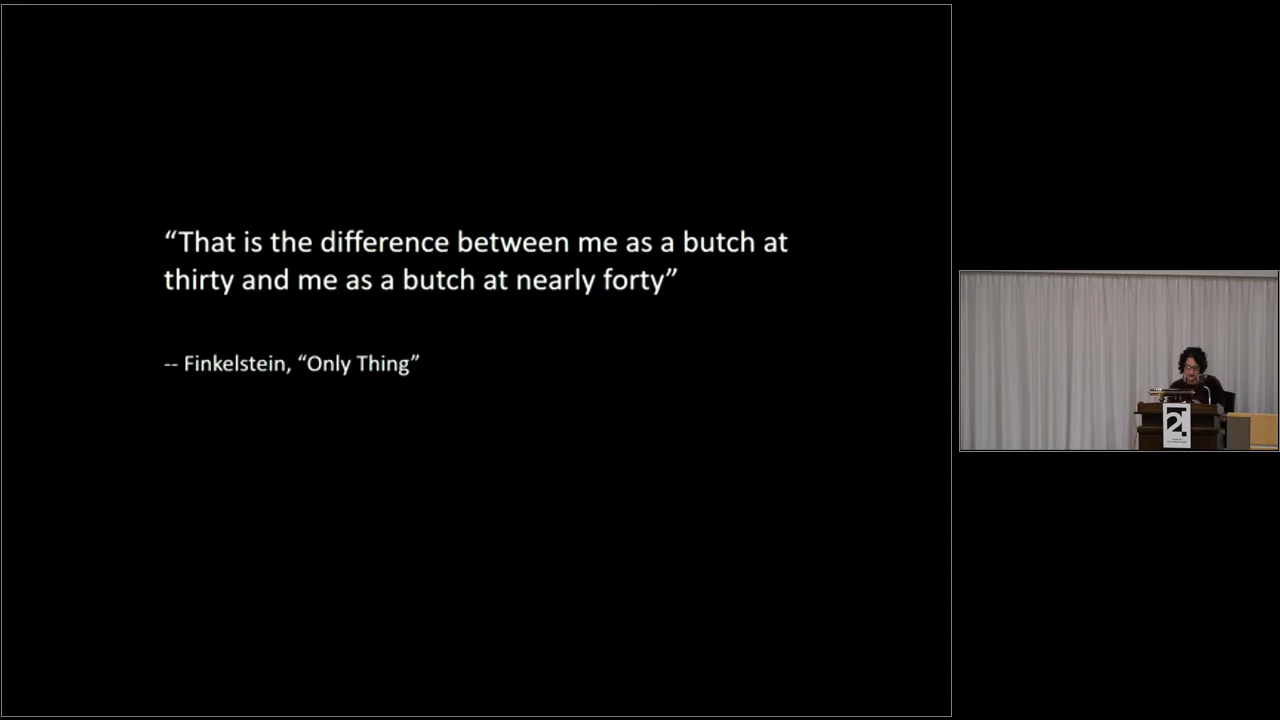 “That is the difference between me as a butch at
thirty and me as a butch at nearly forty”
-- Finkelstein, “Only Thing”
21